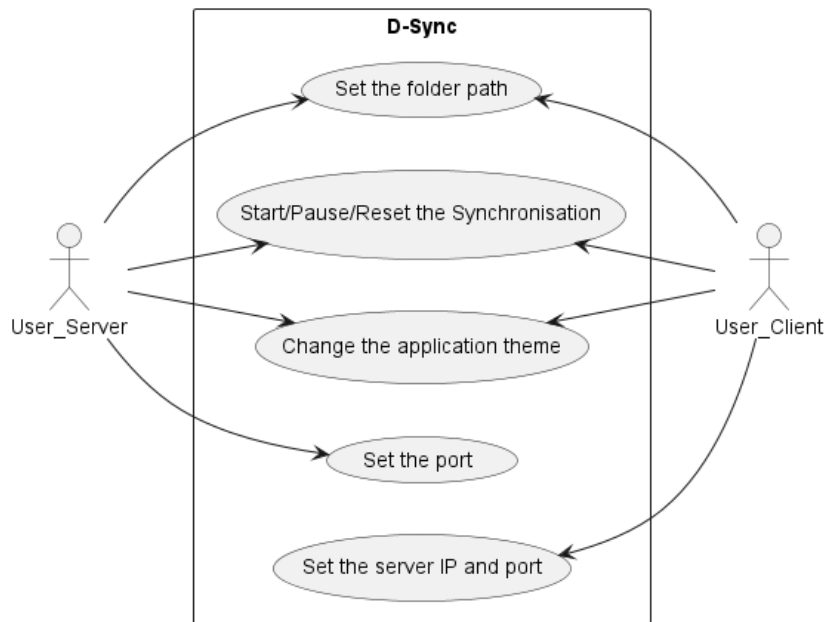 D-Sync
Set the folder path
Start/Pause/Reset the Synchronisation
User_Server
User_Client
Change the application theme
Set the port
Set the server IP and port